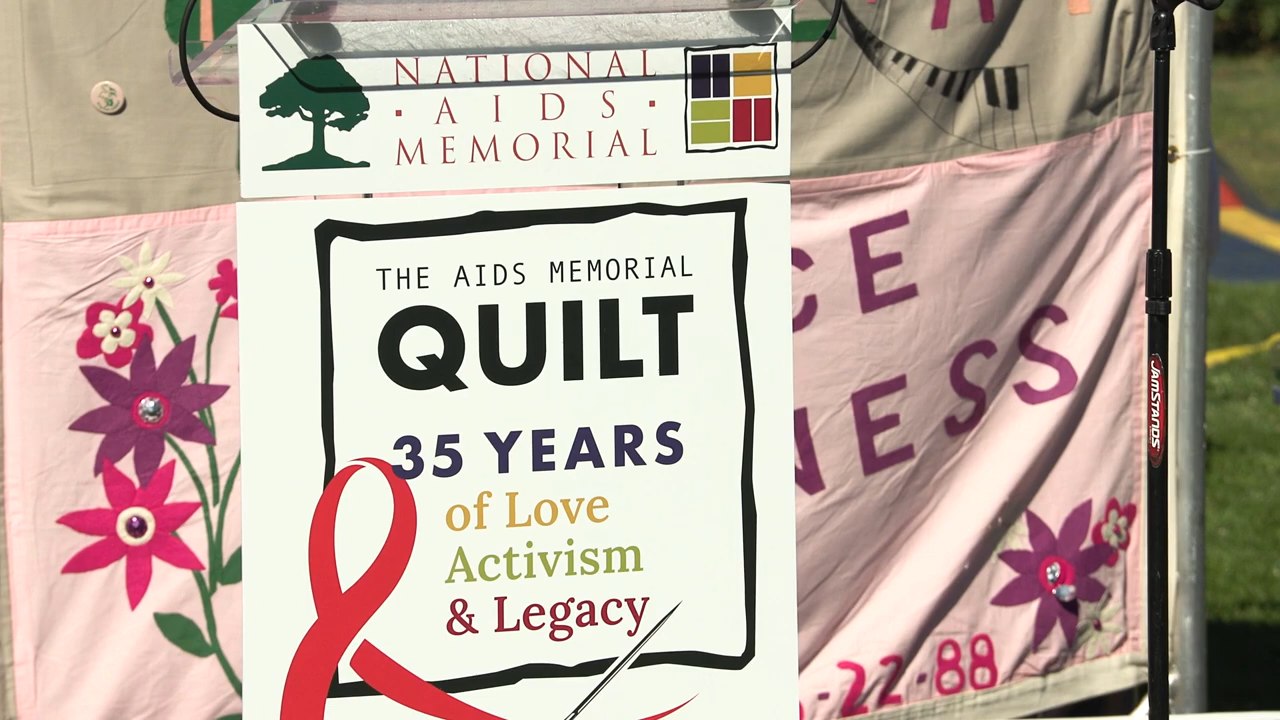 NATIONAL
· AIDS ·
MEMORIAL
THE AIDS MEMORIAL
QUILT
35 YEARS
of Love
Activism
& Legacy
CE
NESS
-22-88
JAMSTANDS